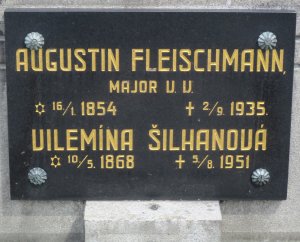 AUGUSTIN FLEISCHMANN,
MAJOR V. V.
✡ 16/1 1854 + 2/9. 1935.
VILEMÍNA ŠILHANOVÁ
✡ 10/5. 1868 + 5/8. 1951